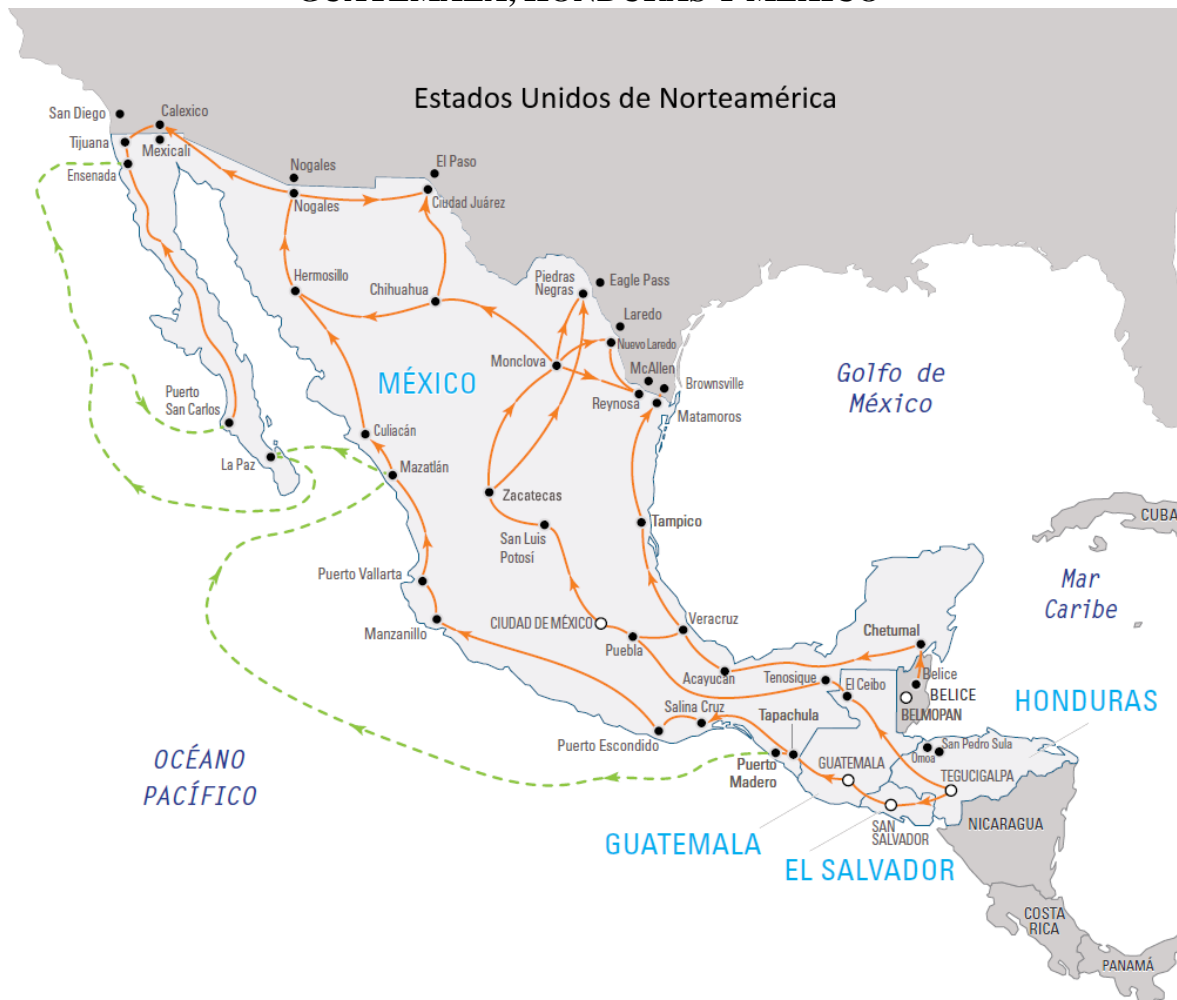 GUATEMALA, HONDURAS Y MÉXICO
Estados Unidos de Norteamérica
San Diego
Calexico
Tijuana
Mexicali
Ensenada
Nogales
Nogales
El Paso
Ciudad Juárez
Hermosillo
Chihuahua
Piedras
Negras
Eagle Pass
Laredo
Nuevo Laredo
Monclova
McAllen
Brownsville
Reynosa
Matamoros
MÉXICO
Golfo de
México
Puerto
San Carlos
Culiacán
La Paz
Mazatlán
Zacatecas
San Luis
Potosí
Tampico
CUBA
Mar
Caribe
Puerto Vallarta
Manzanillo
CIUDAD DE MÉXICO
Puebla
Veracruz
Chetumal
Acayucan
Tenosique
El Ceibo
Belice
BELICE
BELMOPAN
HONDURAS
Salina Cruz
Tapachula
Puerto Escondido
Puerto
Madero
GUATEMALA
Omoa
San Pedro Sula
TEGUCIGALPA
OCÉANO
PACÍFICO
GUATEMALA
SAN
SALVADOR
EL SALVADOR
NICARAGUA
COSTA
RICA
PANAMÁ